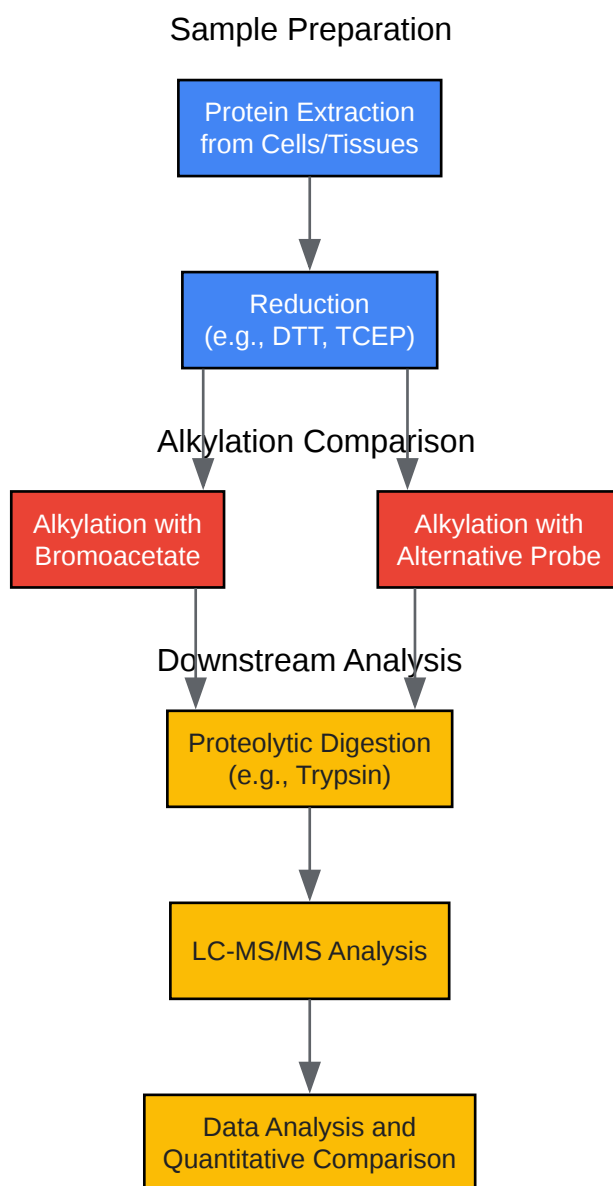 Sample Preparation
Protein Extraction
from Cells/Tissues
Reduction
(e.g., DTT, TCEP)
Alkylation Comparison
Alkylation with
Bromoacetate
Alkylation with
Alternative Probe
Downstream Analysis
Proteolytic Digestion
(e.g., Trypsin)
LC-MS/MS Analysis
Data Analysis and
Quantitative Comparison